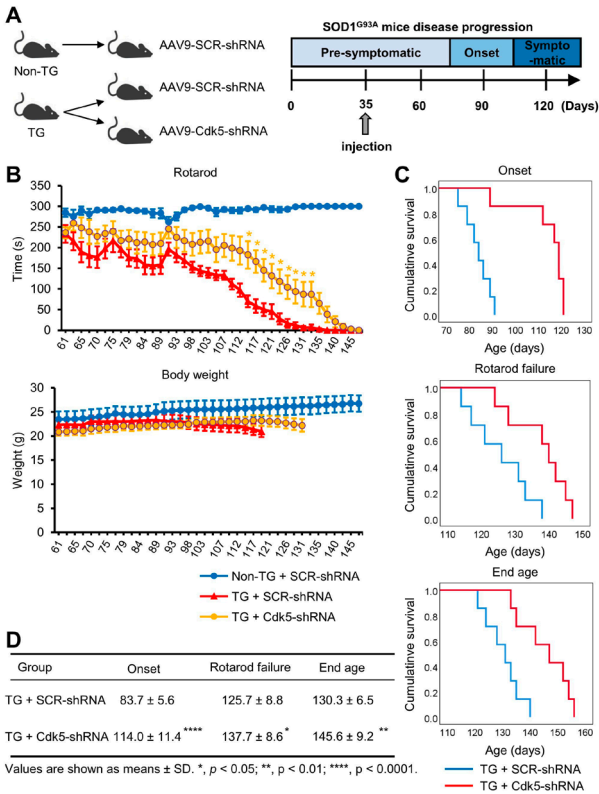 A
Non-TG
TG
AAV9-SCR-shRNA
AAV9-SCR-shRNA
AAV9-Cdk5-shRNA
SOD1G93A mice disease progression
Pre-symptomatic
Onset
Sympto
-matic
0 35 60 90 120 (Days)
injection
B
Rotarod
Time (s)
350
300
250
200
150
100
50
0
61 65 70 75 79 84 89 93 98 103 107 112 117 121 126 131 135 140 145
* * * * * * * * *
Body weight
Weight (g)
30
25
20
15
10
5
0
61 65 70 75 79 84 89 93 98 103 107 112 117 121 126 131 135 140 145
Non-TG + SCR-shRNA
TG + SCR-shRNA
TG + Cdk5-shRNA
C
Onset
Cumulatinve survival
1.0
0.8
0.6
0.4
0.2
0.0
70 80 90 100 110 120 130
Age (days)
Rotarod failure
Cumulatinve survival
1.0
0.8
0.6
0.4
0.2
0.0
110 120 130 140 150
Age (days)
End age
Cumulatinve survival
1.0
0.8
0.6
0.4
0.2
0.0
110 120 130 140 150 160
Age (days)
TG + SCR-shRNA
TG + Cdk5-shRNA
D
Group Onset Rotarod failure End age
TG + SCR-shRNA 83.7 ± 5.6 125.7 ± 8.8 130.3 ± 6.5
TG + Cdk5-shRNA 114.0 ± 11.4 **** 137.7 ± 8.6 * 145.6 ± 9.2 **
Values are shown as means ± SD. *, p < 0.05; **, p < 0.01; ****, p < 0.0001.